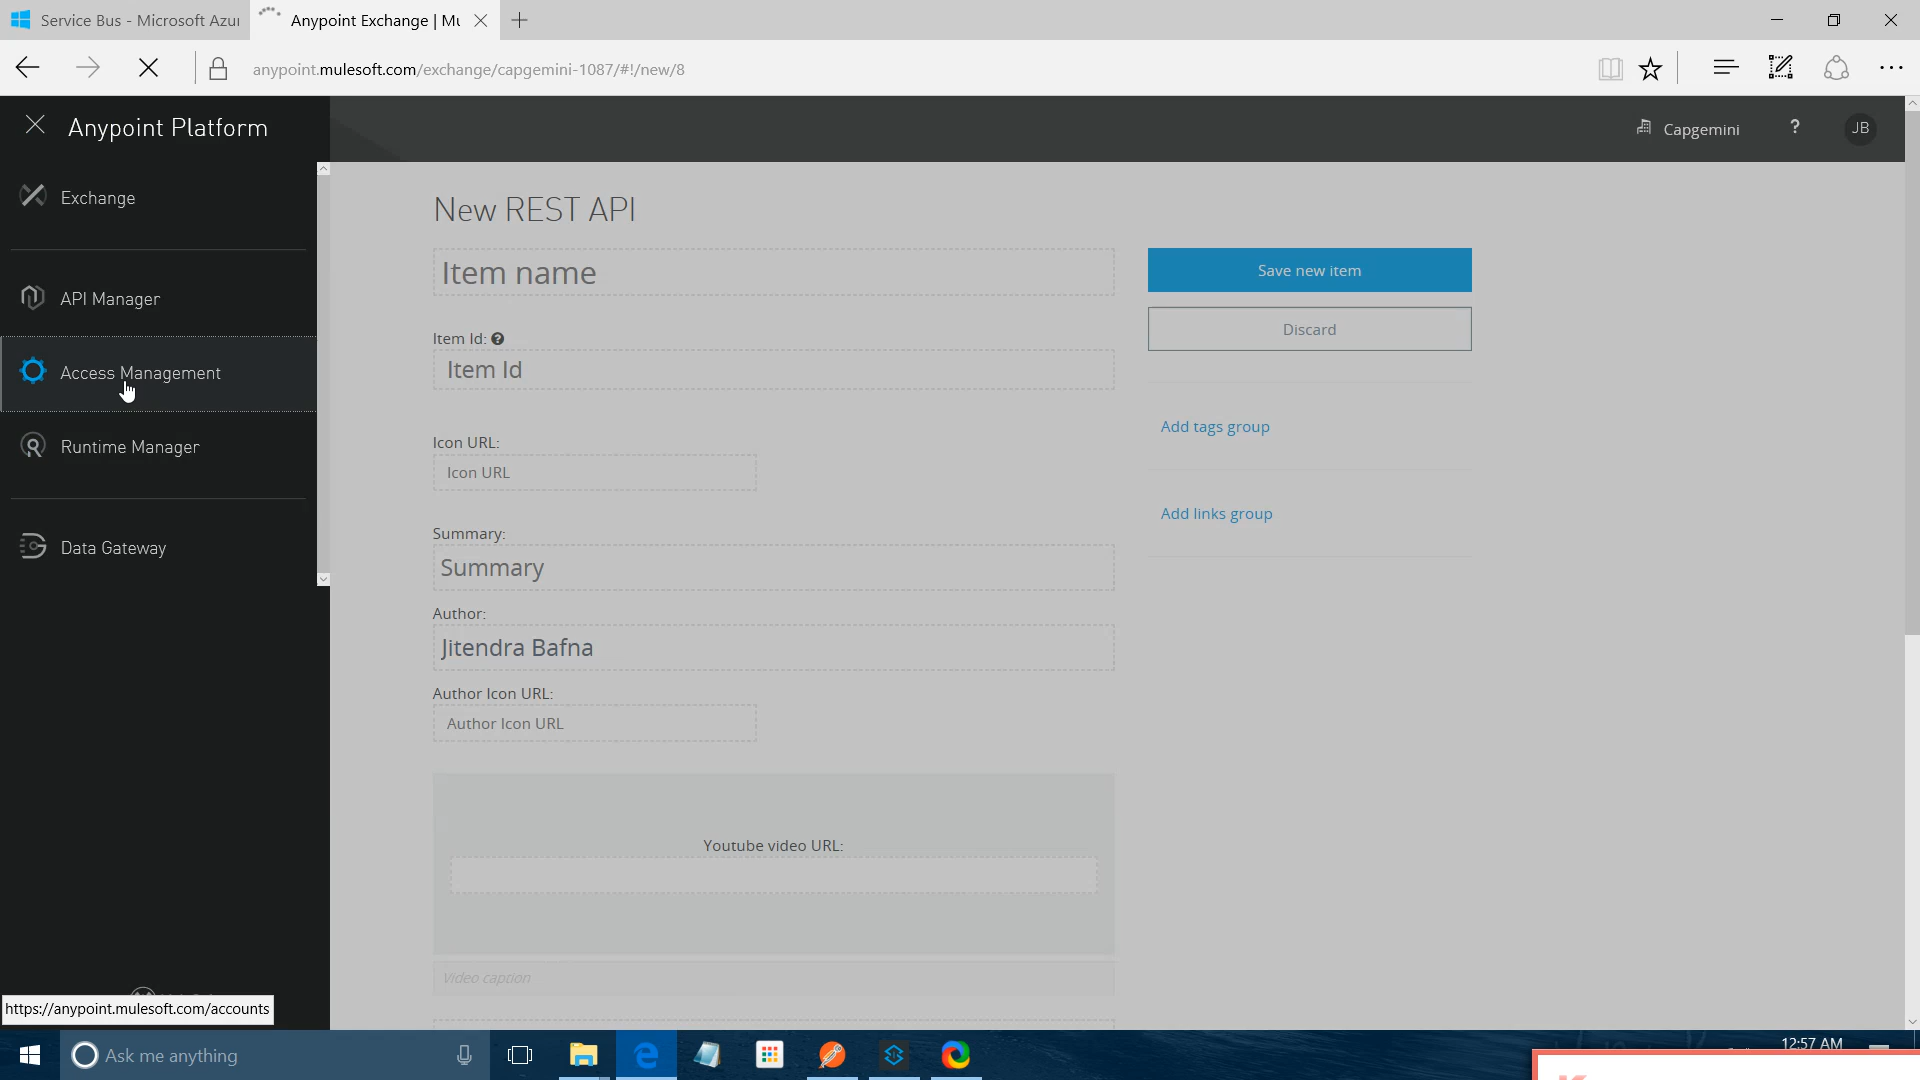 Service Bus - Microsoft Azu
Anypoint Exchange | Mu
anypoint.mulesoft.com/exchange/capgemini-1087/#!/new/8
Anypoint Platform
Capgemini
?
JB
Exchange
API Manager
Access Management
Runtime Manager
Data Gateway
New REST API
Item name
Save new item
Item Id:
Item Id
Discard
Icon URL:
Icon URL
Add tags group
Summary:
Summary
Add links group
Author:
Jitendra Bafna
Author Icon URL:
Author Icon URL
Youtube video URL:
Video caption
https://anypoint.mulesoft.com/accounts
Ask me anything
12:57 AM